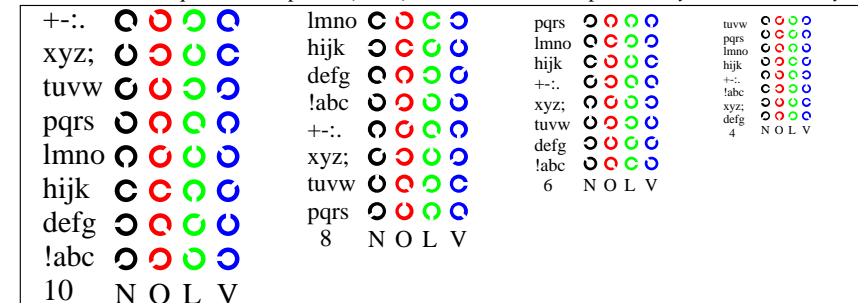 +-:.
xyz;
tuvw
pqrs
lmno
hijk
defg
!abc
10 N O L V
lmno
hijk
defg
!abc
+-:.
xyz;
tuvw
pqrs
8 N O L V
pqrs
lmno
hijk
+-:.
xyz;
tuvw
defg
!abc
6 N O L V
tuvw
pqrs
lmno
hijk
+-:.
!abc
xyz;
defg
4 N O L V